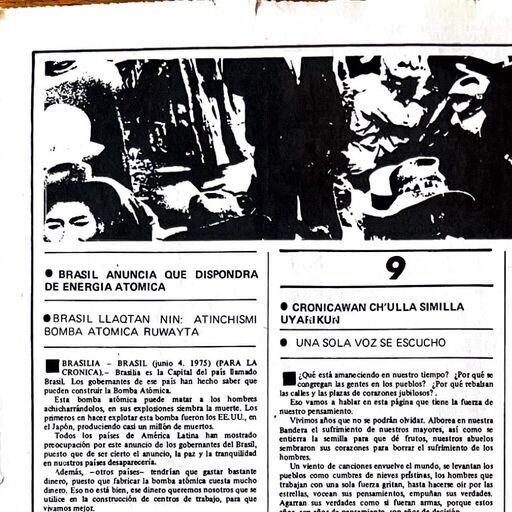 ● BRASIL ANUNCIA QUE DISPONDRA
DE ENERGIA ATOMICA
● BRASIL LLAQTAN NIN: ATINCHISMI
BOMBA ATOMICA RUWAYTA
BRASILIA — BRASIL (junio 4. 1975) (PARA LA
CRONICA).— Brasilia es la Capital del país llamado
Brasil. Los gobernantes de ese país han hecho saber que
pueden construir la Bomba Atómica.
Esta bomba atómica puede matar a los hombres
achicharrándolos, en sus explosiones siembra la muerte. Los
primeros en hacer explotar esta bomba fueron los EE.UU., en
el Japón, produciendo casi un millón de muertos.
Todos los países de América Latina han mostrado
preocupación por este anuncio de los gobernantes del Brasil,
puesto que de ser cierto el anuncio, la paz y la tranquilidad
en nuestros países desaparecería.
Además, —otros países— tendrían que gastar bastante
dinero, puesto que fabricar la bomba atómica cuesta mucho
dinero. Eso no está bien, ese dinero queremos nosotros que se
utilice en la construcción de centros de trabajo, para que
vivamos mejor.
9
● CRONICAWAN CH'ULLA SIMILLA
UYARIKUN
● UNA SOLA VOZ SE ESCUCHO
¿Qué está amaneciendo en nuestro tiempo? ¿Por qué se
congregan las gentes en los pueblos? ¿Por qué rebalsan
las calles y las plazas de corazones jubilosos?.
Eso vamos a hablar en esta página que tiene la fuerza de
nuestro pensamiento.
Vivimos años que no se podrán olvidar. Alborea en nuestra
Bandera el sufrimiento de nuestros mayores, así como se
entierra la semilla para que dé frutos, nuestros abuelos
sembraron sus corazones para borrar el sufrimiento de los
hombres.
Un viento de canciones envuelve el mundo, se levantan los
pueblos como cumbres de nieves prístinas, los hombres que
trabajan con una sola fuerza gritan, hasta hacerse oír por las
estrellas, vocean sus pensamientos, empuñan sus verdades.
Agarran sus verdades como si fueran armas, porque estos
años, son años de pensamiento, son años de decisión